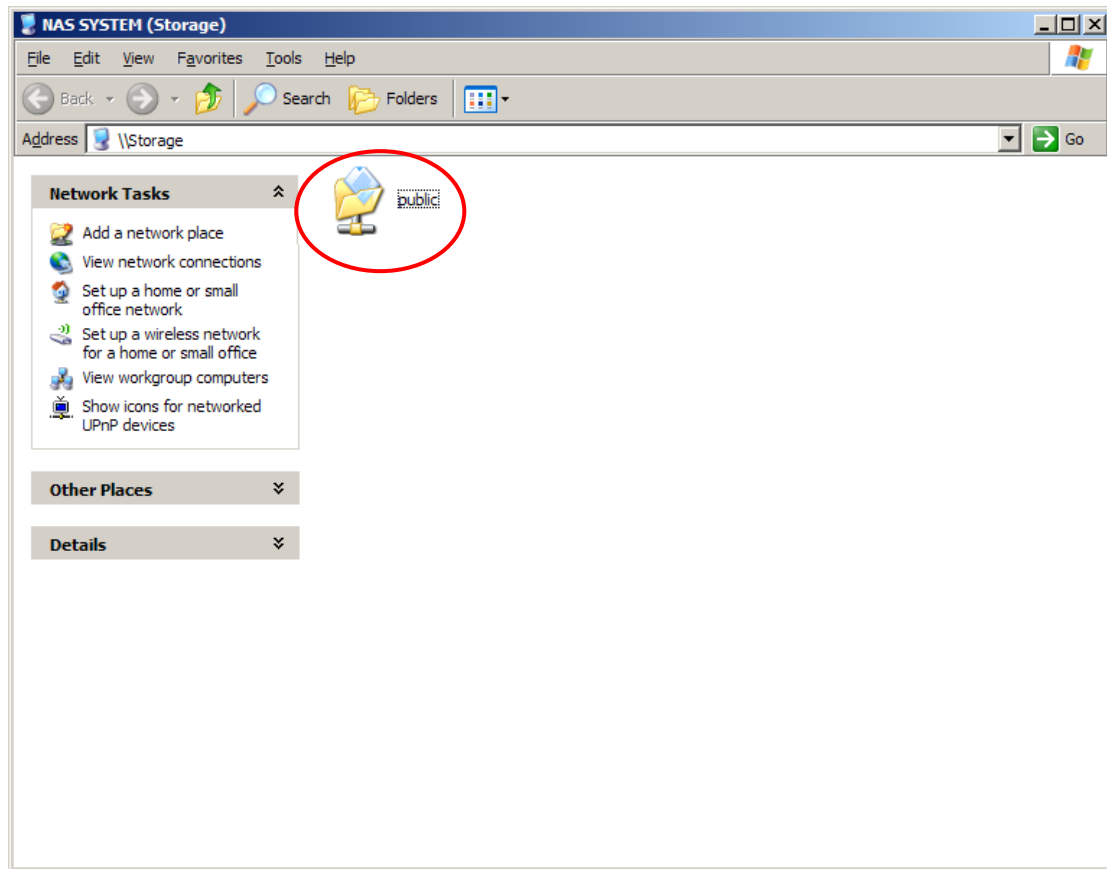 NAS SYSTEM (Storage)
File Edit View Favorites Tools Help
Back Search Folders
Address \\Storage Go
Network Tasks
Add a network place
View network connections
Set up a home or small
office network
Set up a wireless network
for a home or small office
View workgroup computers
Show icons for networked
UPnP devices
Other Places
Details
public